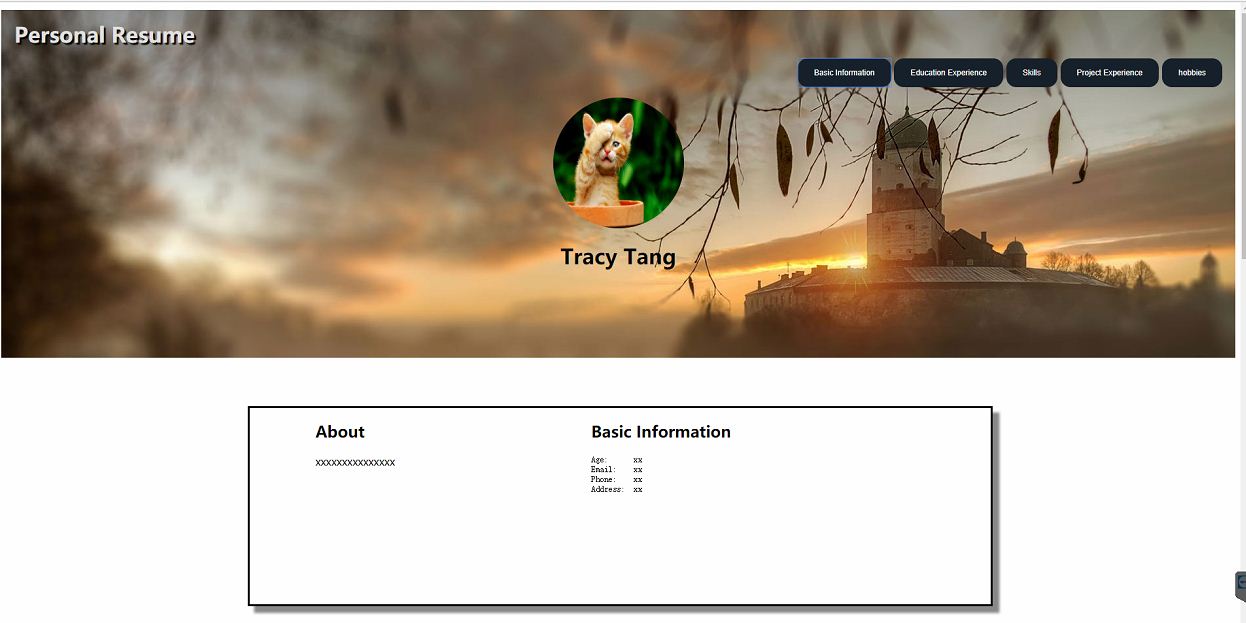 Personal Resume
Basic Information
Education Experience
Skills
Project Experience
hobbies
Tracy Tang
About
XXXXXXXXXXXXXXX
Basic Information
Age: xx
Email: xx
Phone: xx
Address: xx